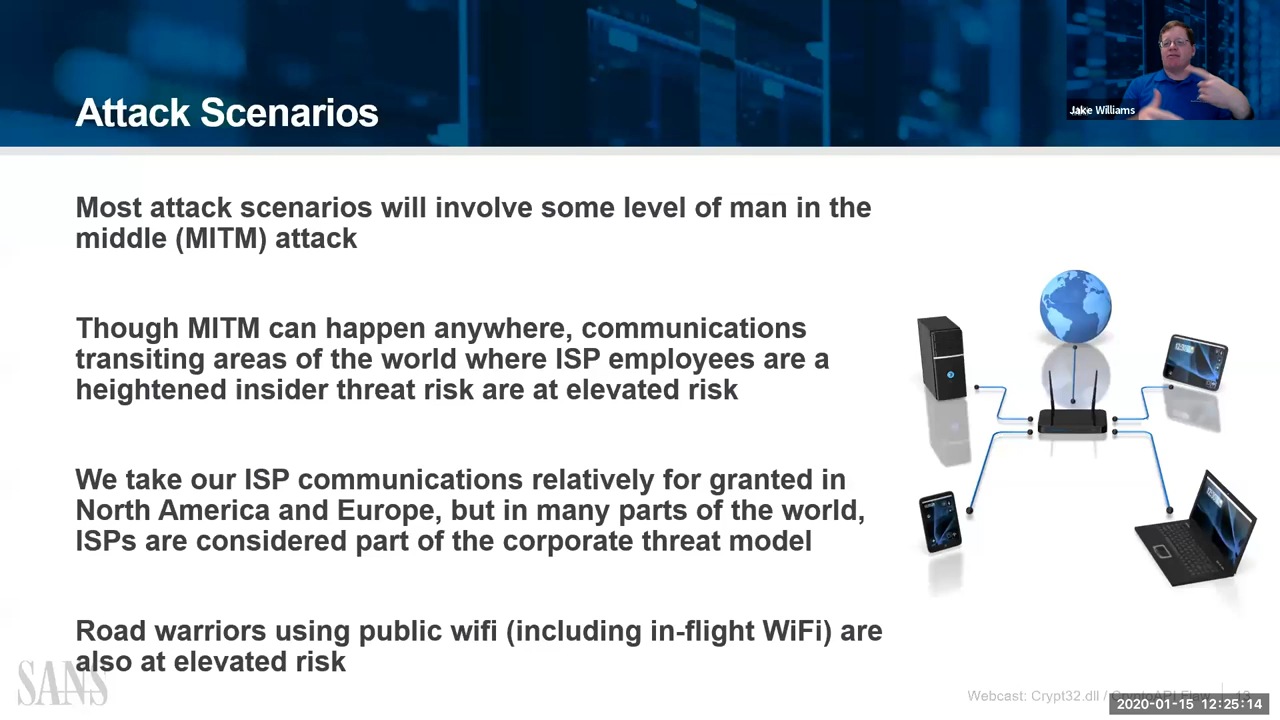 Attack Scenarios
Jake Williams
Most attack scenarios will involve some level of man in the
middle (MITM) attack
Though MITM can happen anywhere, communications
transiting areas of the world where ISP employees are a
heightened insider threat risk are at elevated risk
We take our ISP communications relatively for granted in
North America and Europe, but in many parts of the world,
ISPs are considered part of the corporate threat model
Road warriors using public wifi (including in-flight WiFi) are
also at elevated risk
SANS
Webcast: Crypt32.dll / CryptoAPI Flaw | 13
2020-01-15 12:25:14